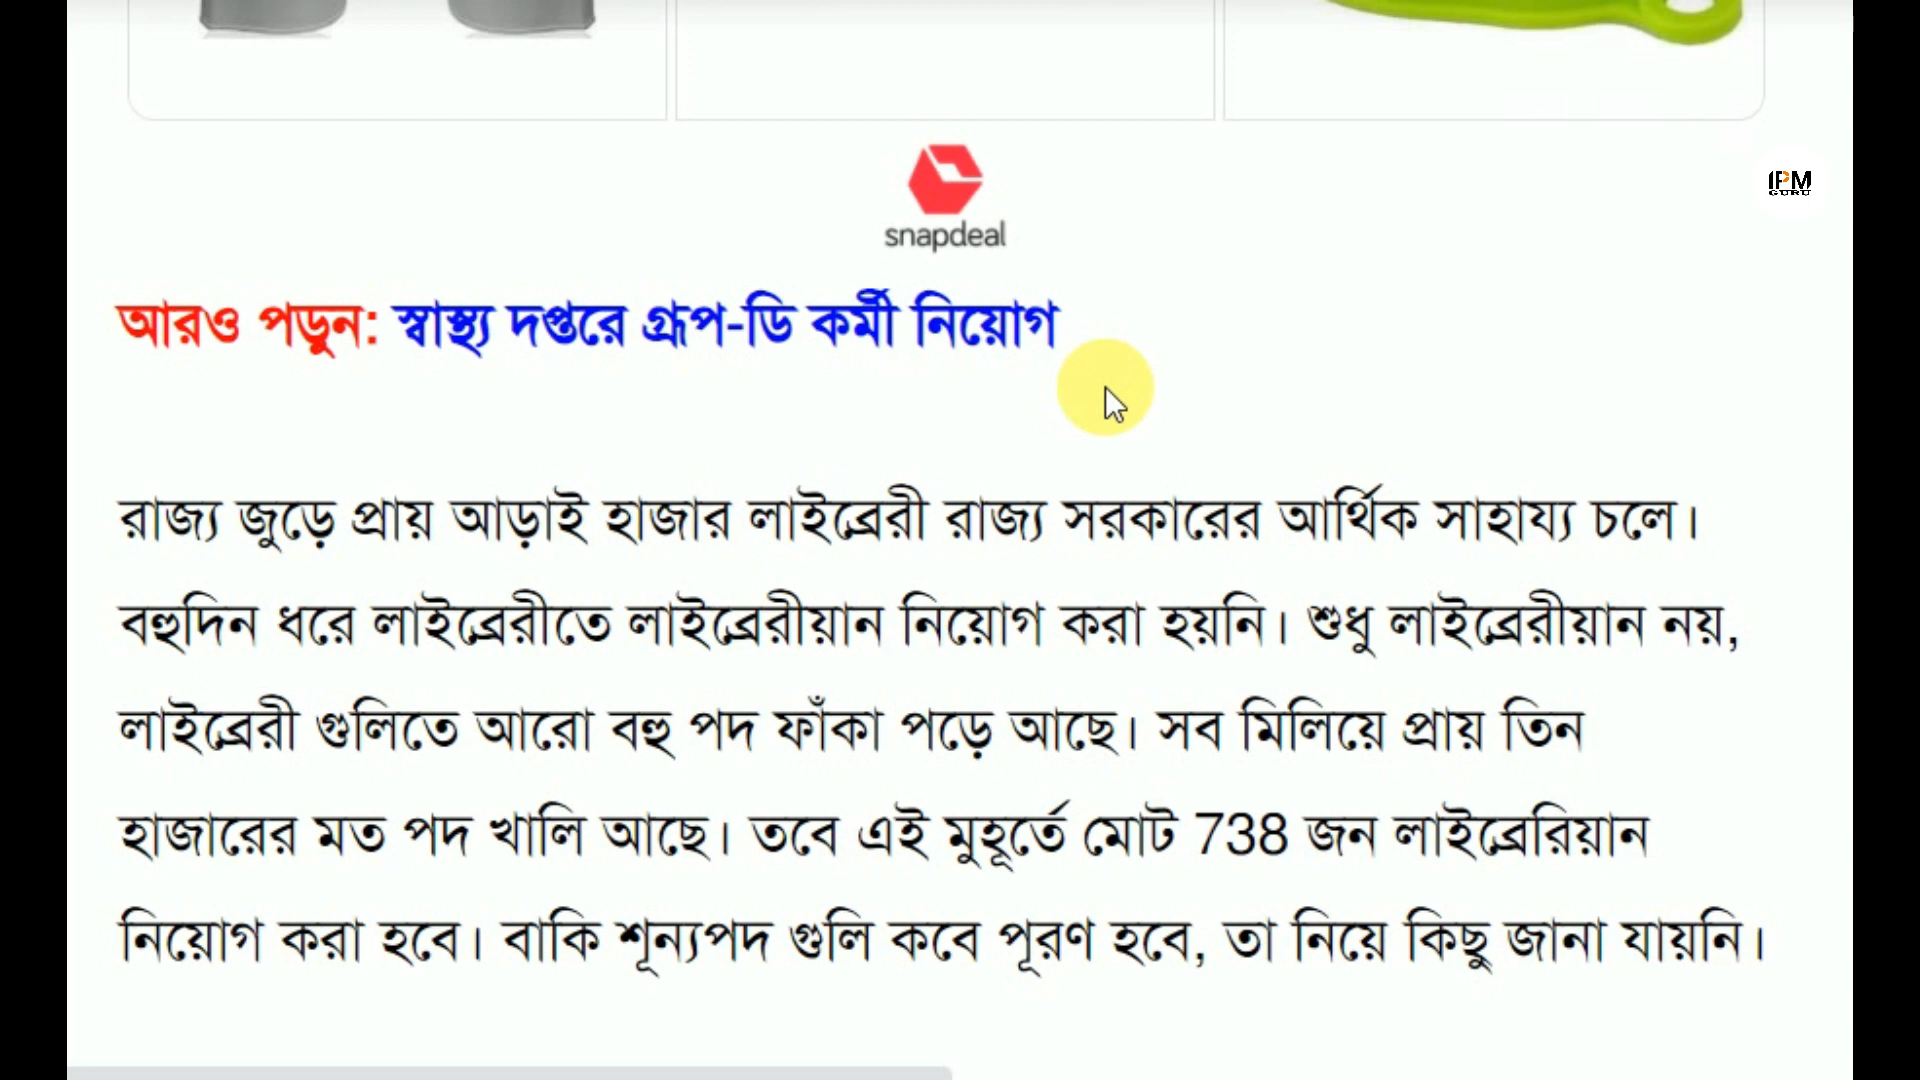 snapdeal
IPM
GURU
আরও পড়ুন: স্বাস্থ্য দপ্তরে গ্রূপ-ডি কর্মী নিয়োগ
রাজ্য জুড়ে প্রায় আড়াই হাজার লাইব্রেরী রাজ্য সরকারের আর্থিক সাহায্য চলে।
বহুদিন ধরে লাইব্রেরীতে লাইব্রেরীয়ান নিয়োগ করা হয়নি। শুধু লাইব্রেরীয়ান নয়,
লাইব্রেরী গুলিতে আরো বহু পদ ফাঁকা পড়ে আছে। সব মিলিয়ে প্রায় তিন
হাজারের মত পদ খালি আছে। তবে এই মুহূর্তে মোট 738 জন লাইব্রেরিয়ান
নিয়োগ করা হবে। বাকি শূন্যপদ গুলি কবে পূরণ হবে, তা নিয়ে কিছু জানা যায়নি।